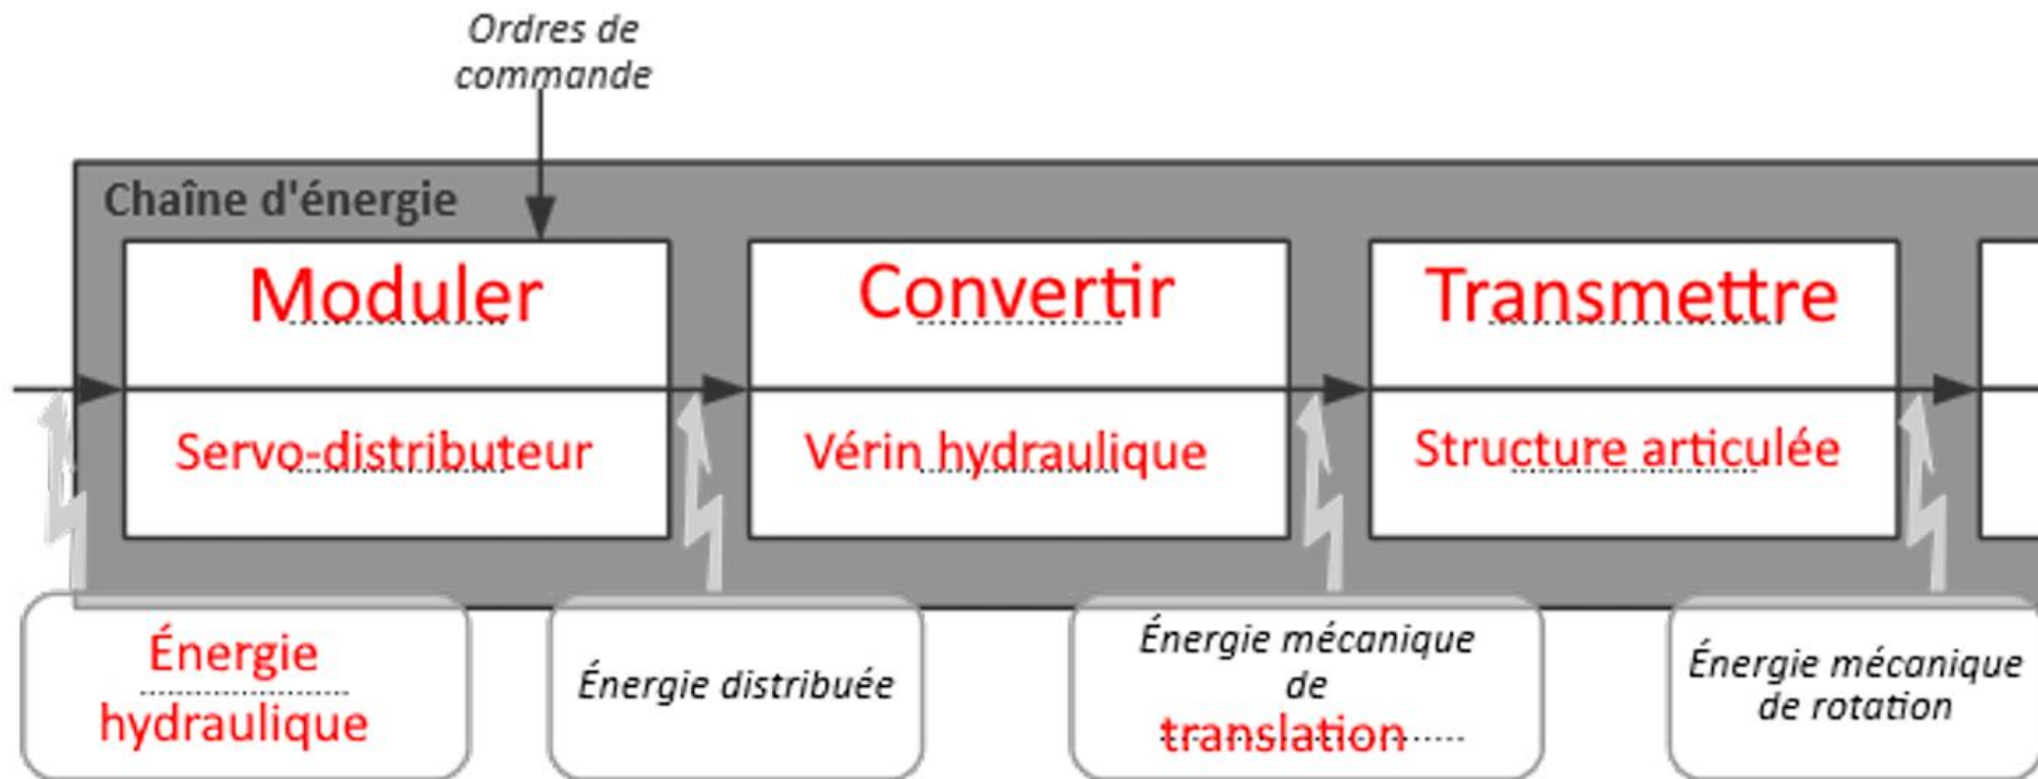 Ordres de
commande
Chaîne d'énergie
Moduler
Convertir
Transmettre
Servo-distributeur
Vérin hydraulique
Structure articulée
Énergie
hydraulique
Énergie distribuée
Énergie mécanique
de
translation
Énergie mécanique
de rotation